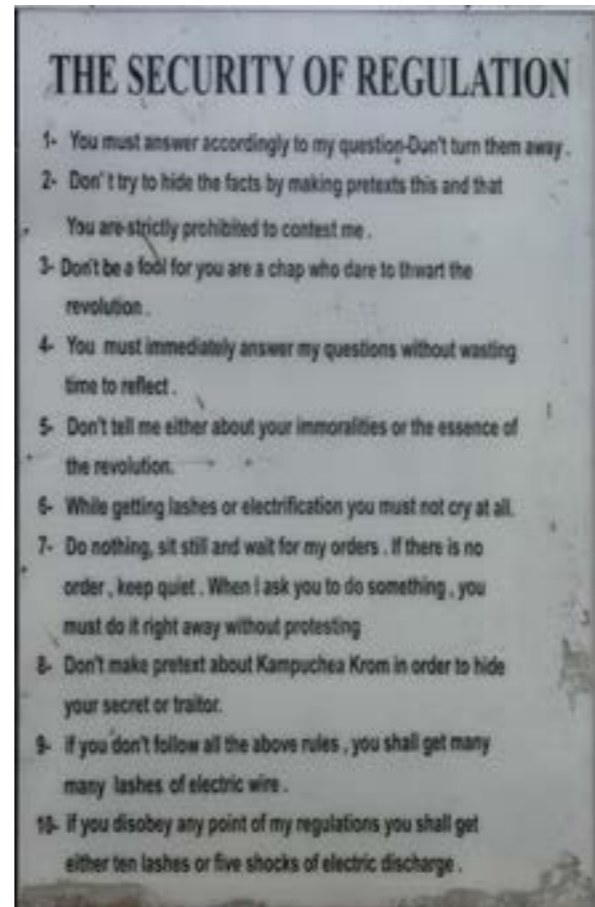 THE SECURITY OF REGULATION
1- You must answer accordingly to my question-Dun't turn them away .
2- Don' t try to hide the facts by making pretexts this and that
You are strictly prohibited to contest me .
3- Don't be a fool for you are a chap who dare to thwart the
revolution .
4- You must immediately answer my questions without wasting
time to reflect .
5- Don't tell me either about your immoralities or the essence of
the revolution.
6- While getting lashes or electrification you must not cry at all.
7- Do nothing, sit still and wait for my orders . If there is no
order , keep quiet . When I ask you to do something , you
must do it right away without protesting
8- Don't make pretext about Kampuchea Krom in order to hide
your secret or traitor.
9- if you don't follow all the above rules , you shall get many
many lashes of electric wire .
10- if you disobey any point of my regulations you shall get
either ten lashes or five shocks of electric discharge .